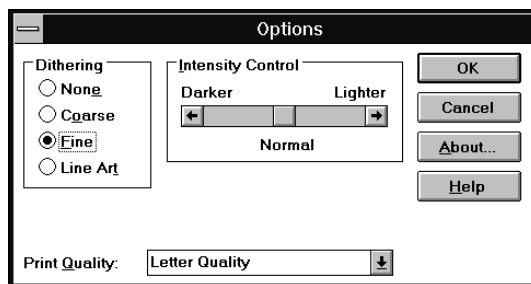 Options
Dithering
None
Coarse
Fine
Line Art
Intensity Control
Darker Lighter
Normal
OK
Cancel
About...
Help
Print Quality: Letter Quality